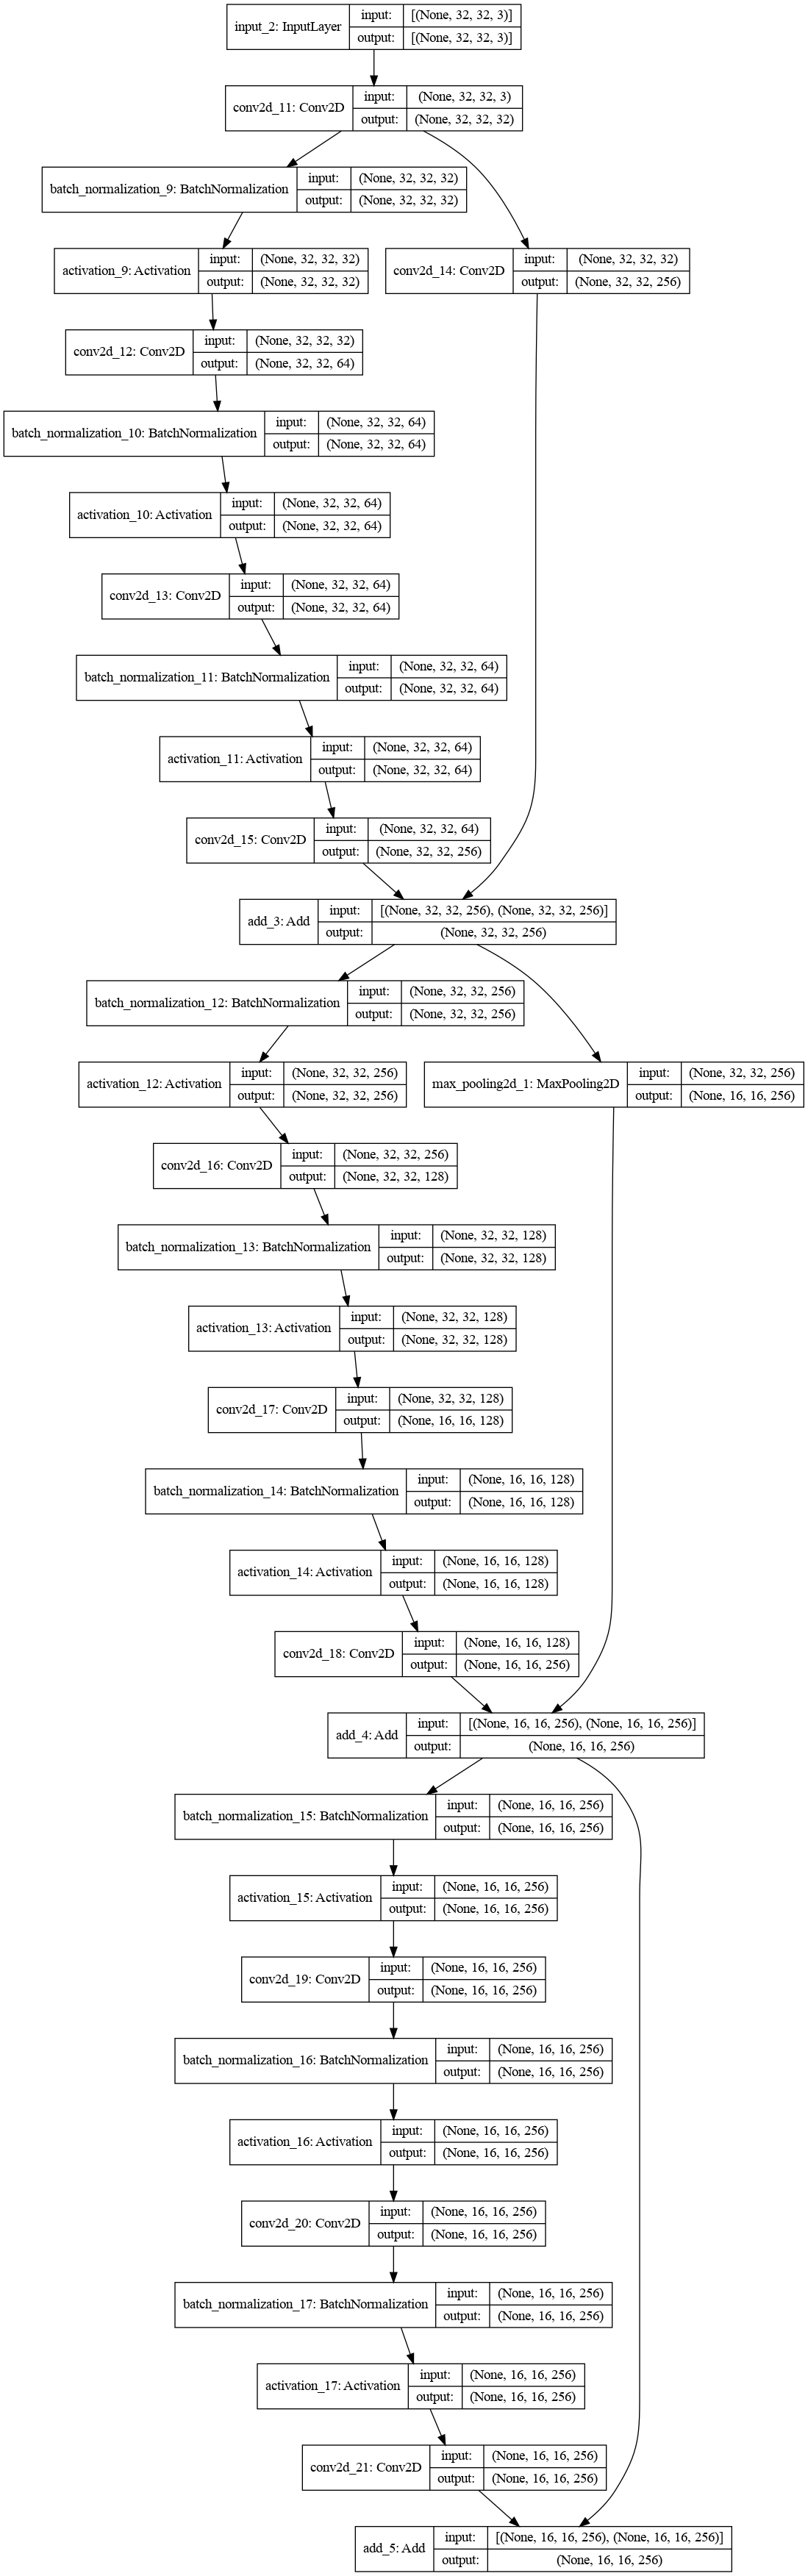 input_2: InputLayer
input: [(None, 32, 32, 3)]
output: [(None, 32, 32, 3)]
conv2d_11: Conv2D
input: (None, 32, 32, 3)
output: (None, 32, 32, 32)
batch_normalization_9: BatchNormalization
input: (None, 32, 32, 32)
output: (None, 32, 32, 32)
activation_9: Activation
input: (None, 32, 32, 32)
output: (None, 32, 32, 32)
conv2d_14: Conv2D
input: (None, 32, 32, 32)
output: (None, 32, 32, 256)
conv2d_12: Conv2D
input: (None, 32, 32, 32)
output: (None, 32, 32, 64)
batch_normalization_10: BatchNormalization
input: (None, 32, 32, 64)
output: (None, 32, 32, 64)
activation_10: Activation
input: (None, 32, 32, 64)
output: (None, 32, 32, 64)
conv2d_13: Conv2D
input: (None, 32, 32, 64)
output: (None, 32, 32, 64)
batch_normalization_11: BatchNormalization
input: (None, 32, 32, 64)
output: (None, 32, 32, 64)
activation_11: Activation
input: (None, 32, 32, 64)
output: (None, 32, 32, 64)
conv2d_15: Conv2D
input: (None, 32, 32, 64)
output: (None, 32, 32, 256)
add_3: Add
input: [(None, 32, 32, 256), (None, 32, 32, 256)]
output: (None, 32, 32, 256)
batch_normalization_12: BatchNormalization
input: (None, 32, 32, 256)
output: (None, 32, 32, 256)
activation_12: Activation
input: (None, 32, 32, 256)
output: (None, 32, 32, 256)
max_pooling2d_1: MaxPooling2D
input: (None, 32, 32, 256)
output: (None, 16, 16, 256)
conv2d_16: Conv2D
input: (None, 32, 32, 256)
output: (None, 32, 32, 128)
batch_normalization_13: BatchNormalization
input: (None, 32, 32, 128)
output: (None, 32, 32, 128)
activation_13: Activation
input: (None, 32, 32, 128)
output: (None, 32, 32, 128)
conv2d_17: Conv2D
input: (None, 32, 32, 128)
output: (None, 16, 16, 128)
batch_normalization_14: BatchNormalization
input: (None, 16, 16, 128)
output: (None, 16, 16, 128)
activation_14: Activation
input: (None, 16, 16, 128)
output: (None, 16, 16, 128)
conv2d_18: Conv2D
input: (None, 16, 16, 128)
output: (None, 16, 16, 256)
add_4: Add
input: [(None, 16, 16, 256), (None, 16, 16, 256)]
output: (None, 16, 16, 256)
batch_normalization_15: BatchNormalization
input: (None, 16, 16, 256)
output: (None, 16, 16, 256)
activation_15: Activation
input: (None, 16, 16, 256)
output: (None, 16, 16, 256)
conv2d_19: Conv2D
input: (None, 16, 16, 256)
output: (None, 16, 16, 256)
batch_normalization_16: BatchNormalization
input: (None, 16, 16, 256)
output: (None, 16, 16, 256)
activation_16: Activation
input: (None, 16, 16, 256)
output: (None, 16, 16, 256)
conv2d_20: Conv2D
input: (None, 16, 16, 256)
output: (None, 16, 16, 256)
batch_normalization_17: BatchNormalization
input: (None, 16, 16, 256)
output: (None, 16, 16, 256)
activation_17: Activation
input: (None, 16, 16, 256)
output: (None, 16, 16, 256)
conv2d_21: Conv2D
input: (None, 16, 16, 256)
output: (None, 16, 16, 256)
add_5: Add
input: [(None, 16, 16, 256), (None, 16, 16, 256)]
output: (None, 16, 16, 256)